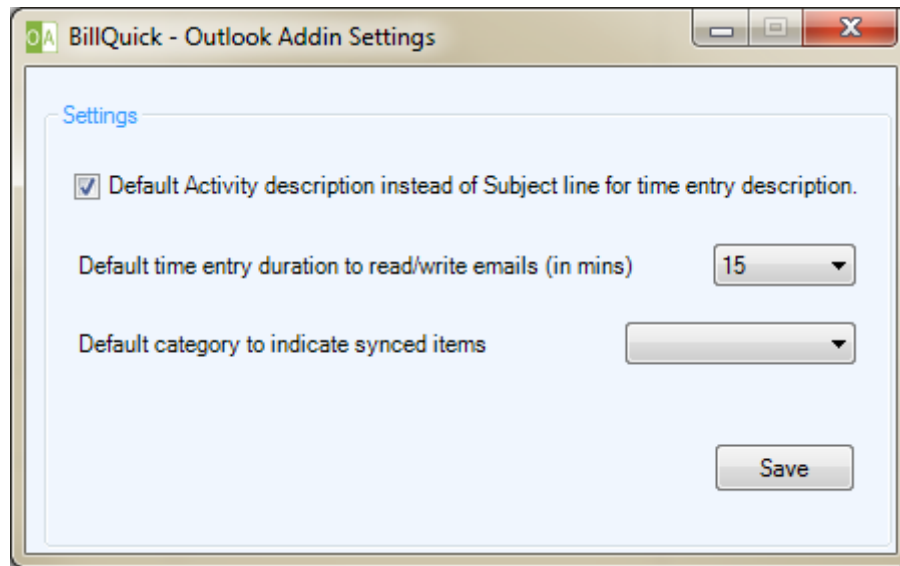 OA BillQuick - Outlook Addin Settings
Settings
Default Activity description instead of Subject line for time entry description.
Default time entry duration to read/write emails (in mins) 15
Default category to indicate synced items
Save